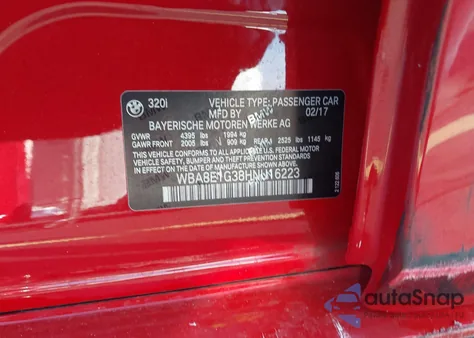 320i VEHICLE TYPE: PASSENGER CAR
MFD BY 02/17
BAYERISCHE MOTOREN WERKE AG
GVWR 4395 lbs 1994 kg
GAWR FRONT 2005 lbs 909 kg REAR 2525 lbs 1145 kg
THIS VEHICLE CONFORMS TO ALL APPLICABLE FEDERAL MOTOR VEHICLE
SAFETY, BUMPER AND THEFT PREVENTION STANDARDS IN EFFECT ON THE
DATE OF MANUFACTURE SHOWN ABOVE.
WBA8E1G38HNU16223
autoSnap